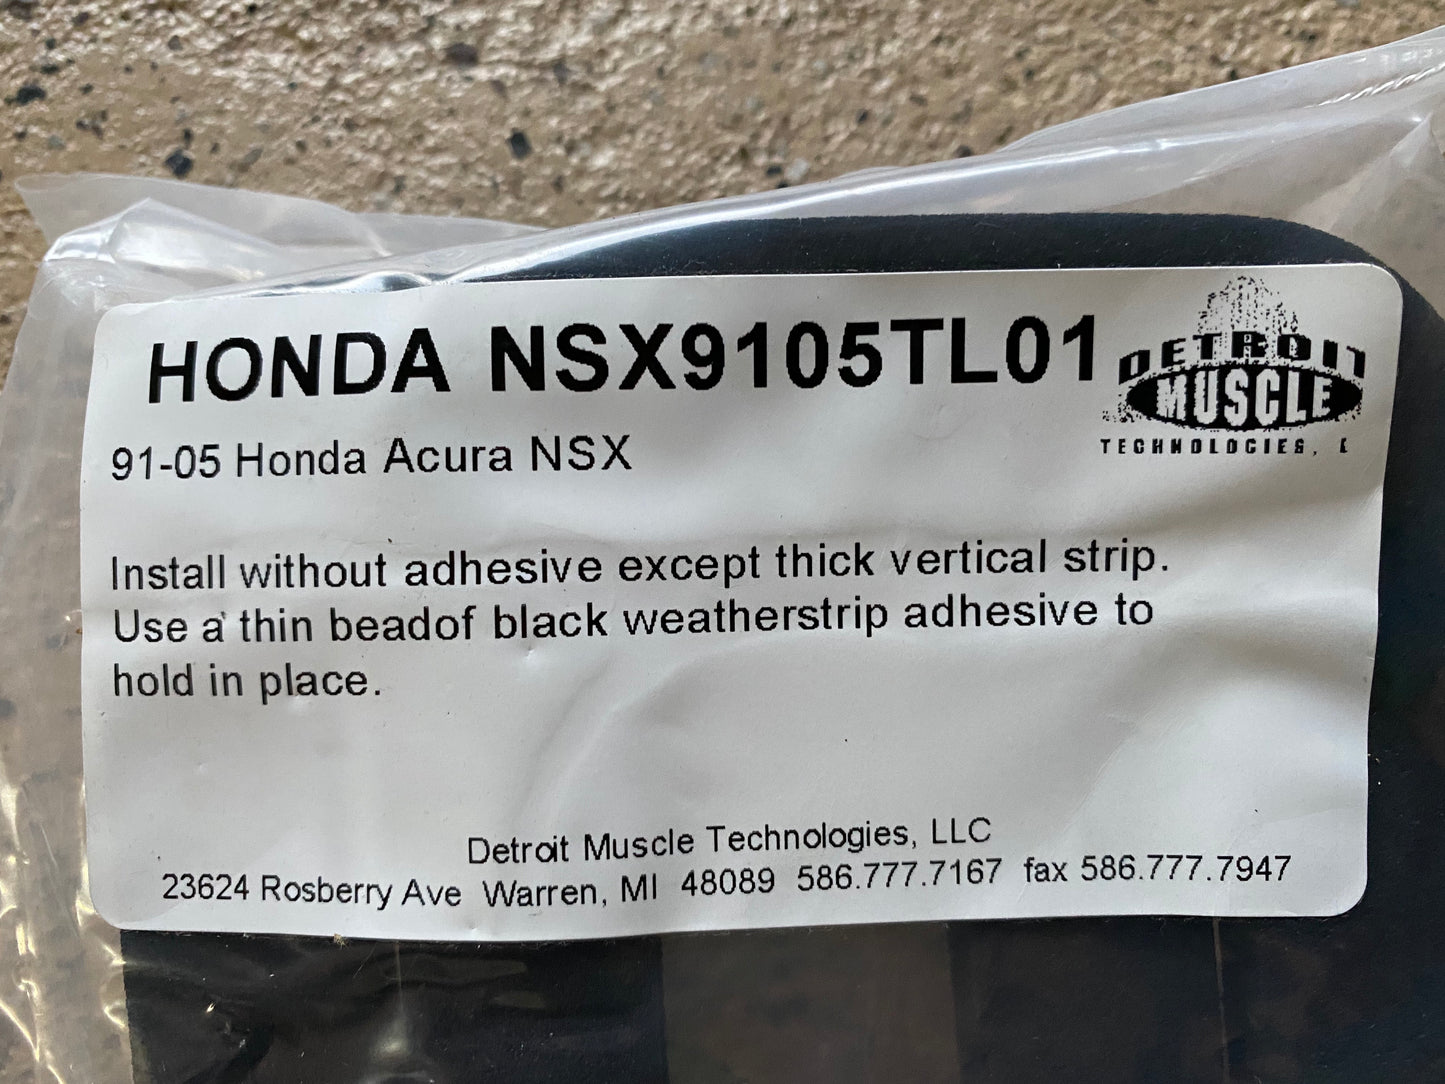 HONDA NSX9105TL01
DETROIT
MUSCLE
TECHNOLOGIES, L
91-05 Honda Acura NSX
Install without adhesive except thick vertical strip.
Use a thin beadof black weatherstrip adhesive to
hold in place.
Detroit Muscle Technologies, LLC
23624 Rosberry Ave Warren, MI 48089 586.777.7167 fax 586.777.7947